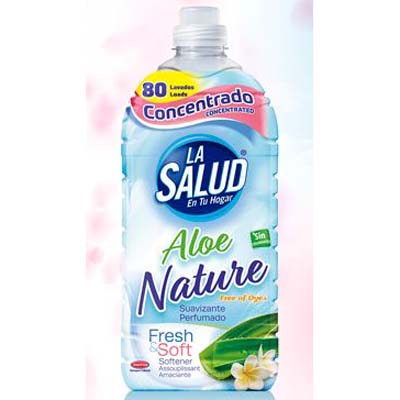 80 Lavados
Loads
Concentrado
CONCENTRATED
LA
SALUD
®
En Tu Hogar
Sin
Aloe
Nature
Free of Dyes
Suavizante
Perfumado
Fresh
& Soft
Softener
Assouplissant
Amaciante